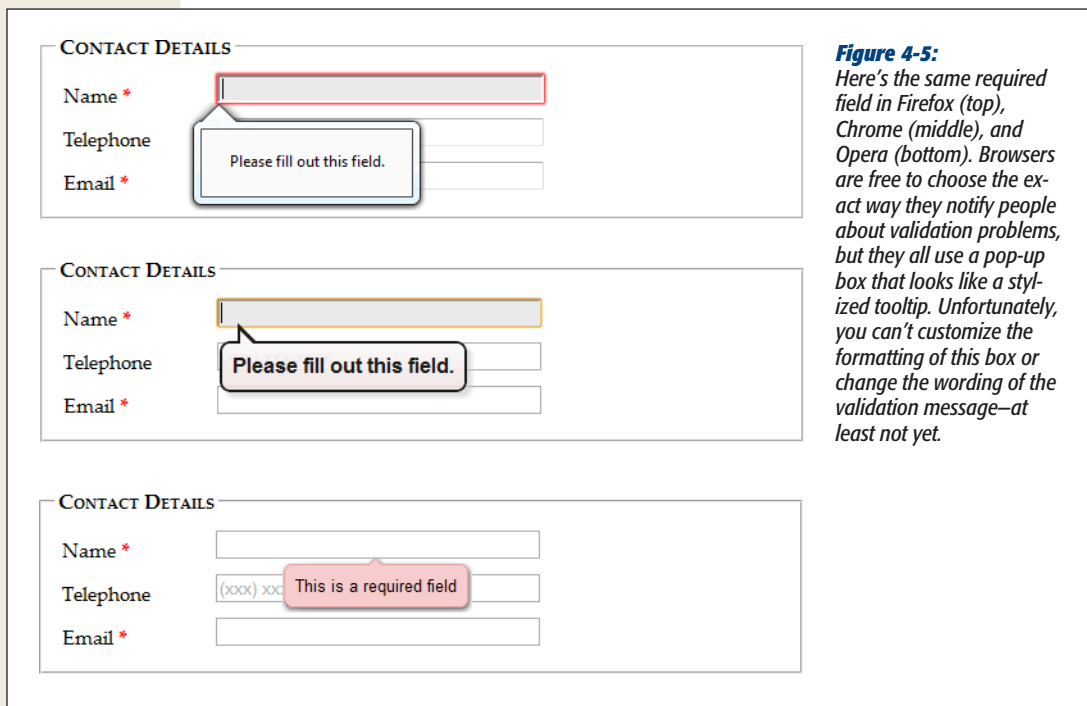 CONTACT DETAILS
Name *
Telephone
Email *
Please fill out this field.
CONTACT DETAILS
Name *
Telephone
Email *
Please fill out this field.
CONTACT DETAILS
Name *
Telephone
(xxx) xx
Email *
This is a required field
Figure 4-5:
Here's the same required
field in Firefox (top),
Chrome (middle), and
Opera (bottom). Browsers
are free to choose the ex-
act way they notify people
about validation problems,
but they all use a pop-up
box that looks like a styl-
ized tooltip. Unfortunately,
you can't customize the
formatting of this box or
change the wording of the
validation message—at
least not yet.